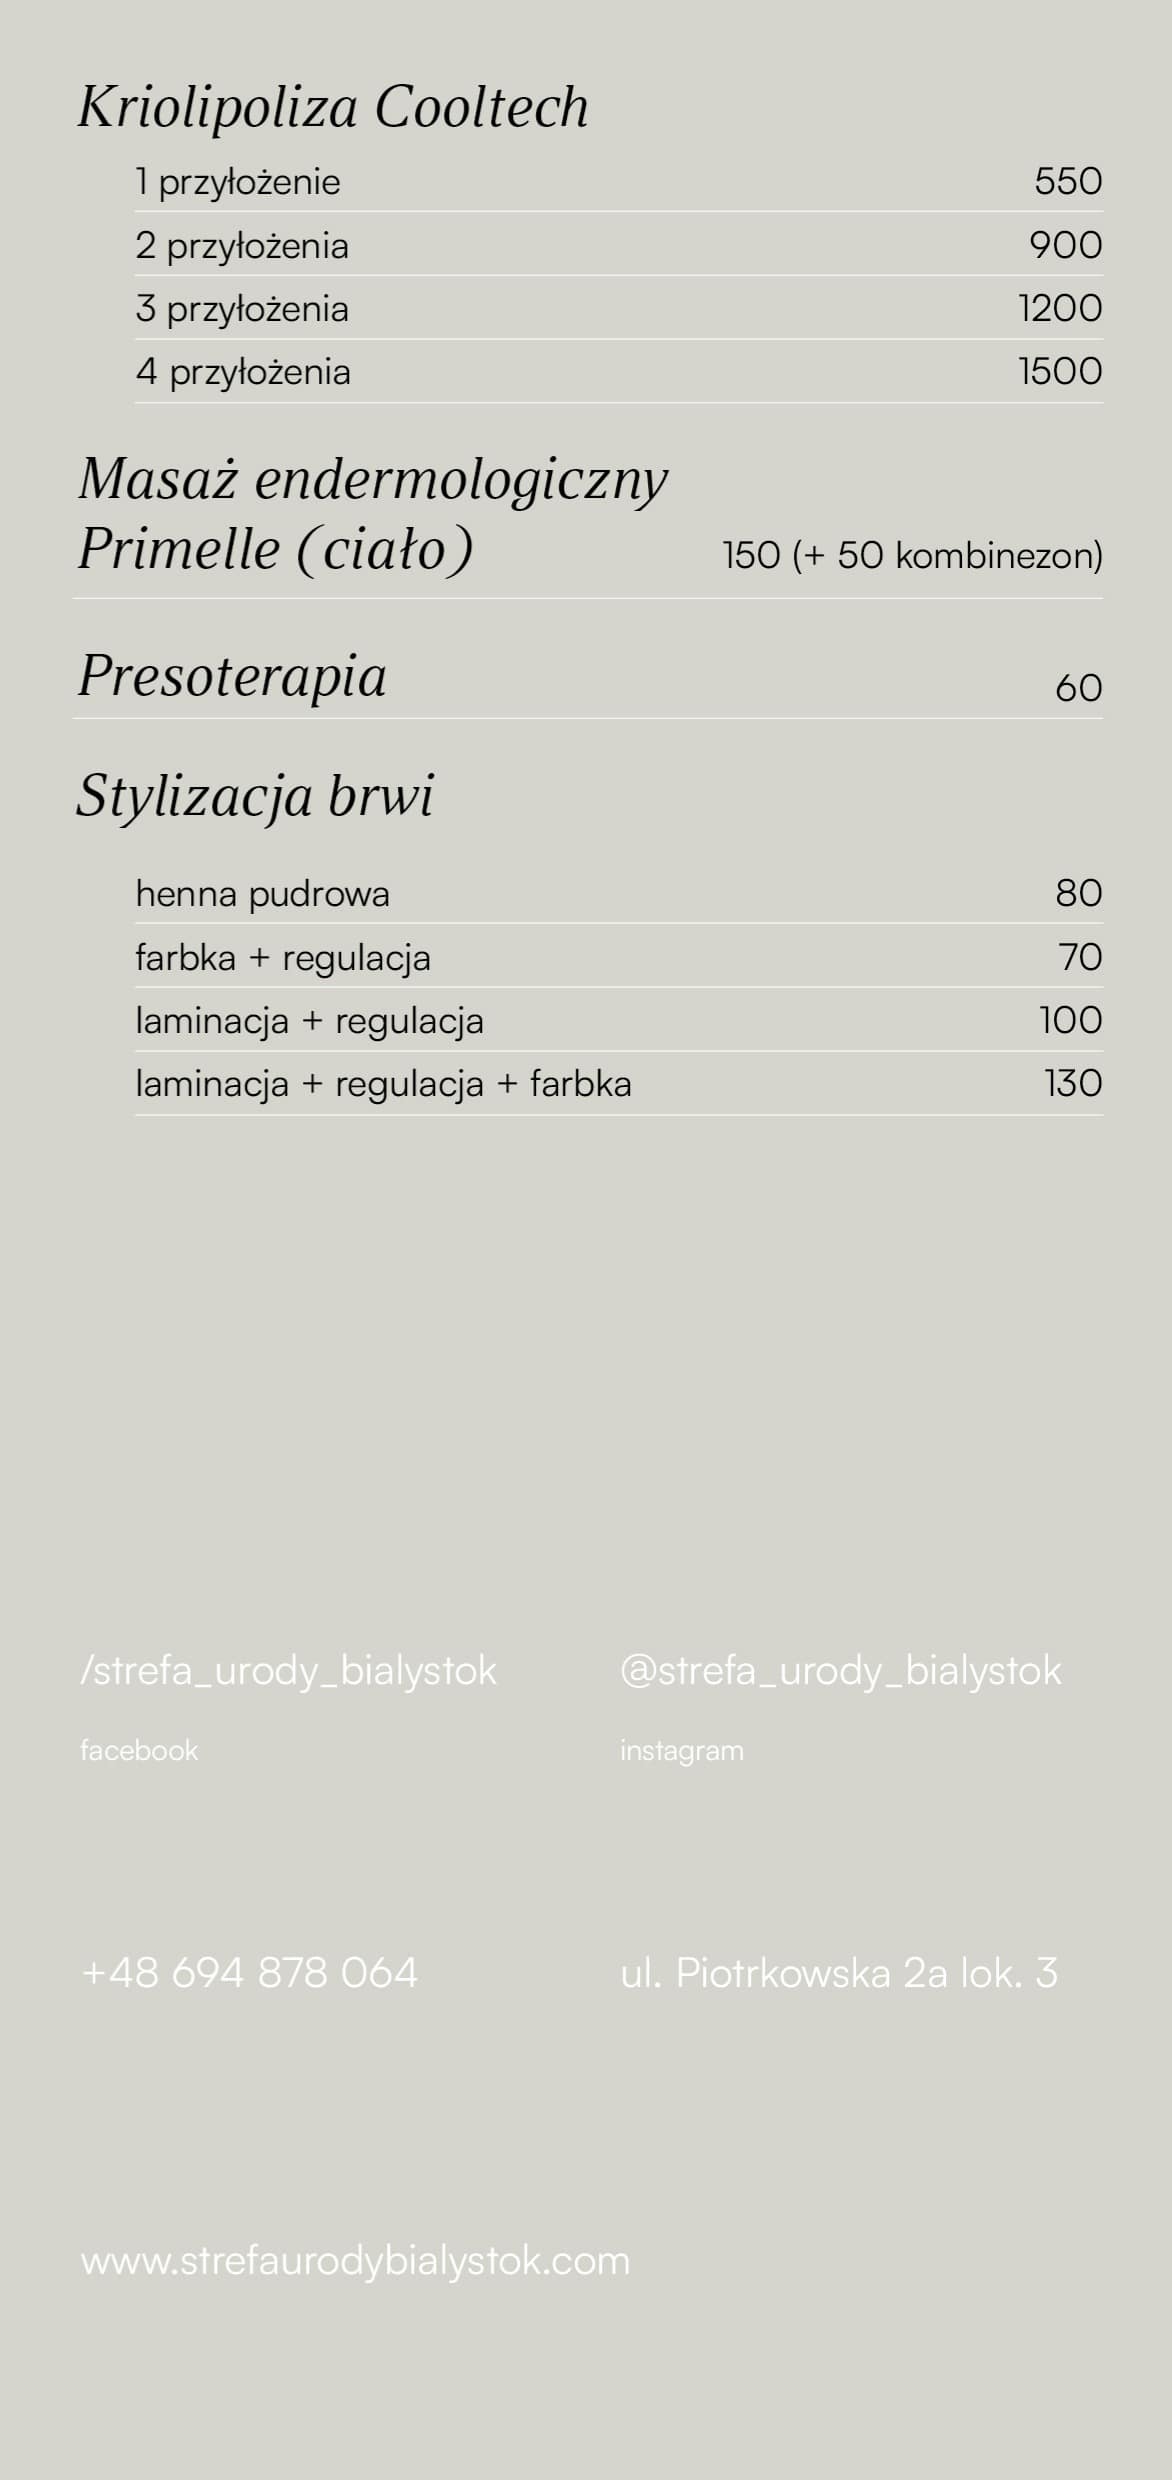 Kriolipoliza Cooltech
1 przyłożenie 550
2 przyłożenia 900
3 przyłożenia 1200
4 przyłożenia 1500
Masaż endermologiczny
Primelle (ciało) 150 (+ 50 kombinezon)
Presoterapia 60
Stylizacja brwi
henna pudrowa 80
farbka + regulacja 70
laminacja + regulacja 100
laminacja + regulacja + farbka 130
/strefa_urody_bialystok @strefa_urody_bialystok
facebook instagram
+48 694 878 064 ul. Piotrkowska 2a lok. 3
www.strefaurodybialystok.com